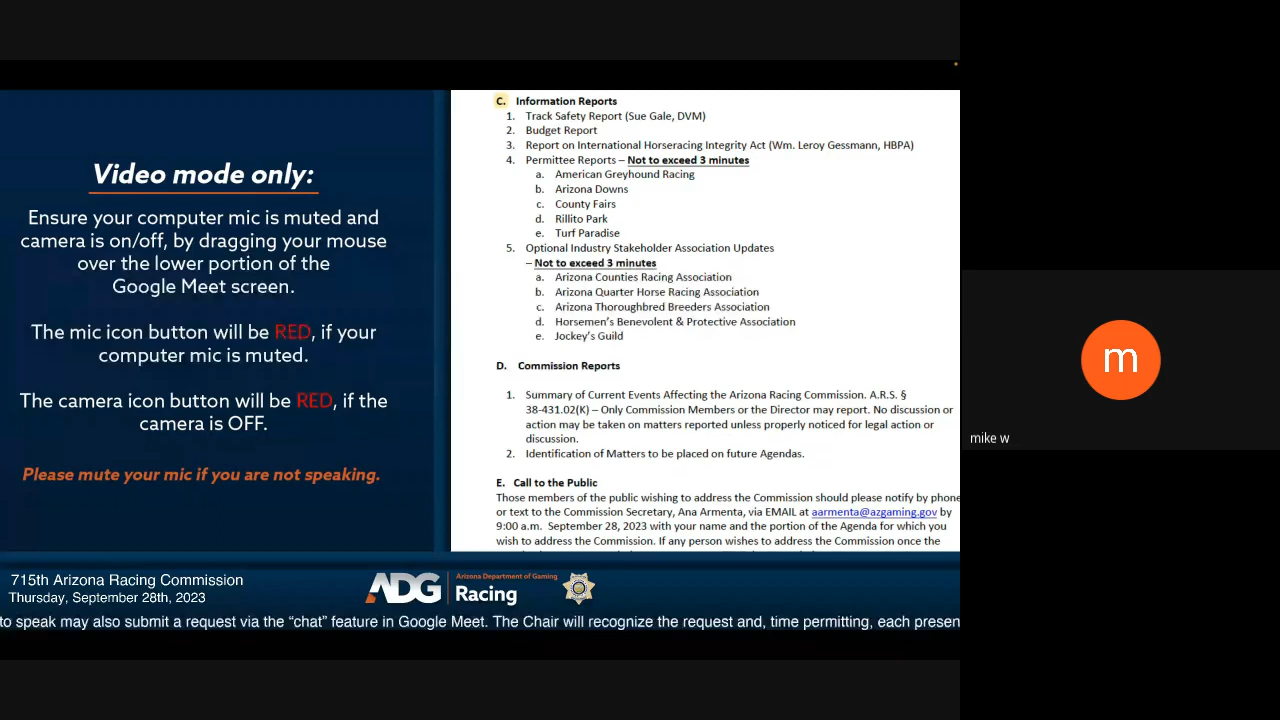 Video mode only:
Ensure your computer mic is muted and
camera is on/off, by dragging your mouse
over the lower portion of the
Google Meet screen.
The mic icon button will be RED, if your
computer mic is muted.
The camera icon button will be RED, if the
camera is OFF.
Please mute your mic if you are not speaking.
C. Information Reports
1. Track Safety Report (Sue Gale, DVM)
2. Budget Report
3. Report on International Horseracing Integrity Act (Wm. Leroy Gessmann, HBPA)
4. Permittee Reports – Not to exceed 3 minutes
a. American Greyhound Racing
b. Arizona Downs
c. County Fairs
d. Rillito Park
e. Turf Paradise
5. Optional Industry Stakeholder Association Updates
– Not to exceed 3 minutes
a. Arizona Counties Racing Association
b. Arizona Quarter Horse Racing Association
c. Arizona Thoroughbred Breeders Association
d. Horsemen's Benevolent & Protective Association
e. Jockey's Guild
D. Commission Reports
1. Summary of Current Events Affecting the Arizona Racing Commission. A.R.S. §
38-431.02(K) – Only Commission Members or the Director may report. No discussion or
action may be taken on matters reported unless properly noticed for legal action or
discussion.
2. Identification of Matters to be placed on future Agendas.
E. Call to the Public
Those members of the public wishing to address the Commission should please notify by phone
or text to the Commission Secretary, Ana Armenta, via EMAIL at aarmenta@azgaming.gov by
9:00 a.m. September 28, 2023 with your name and the portion of the Agenda for which you
wish to address the Commission. If any person wishes to address the Commission once the
715th Arizona Racing Commission
Thursday, September 28th, 2023
ADG
Arizona Department of Gaming
Racing
to speak may also submit a request via the “chat” feature in Google Meet. The Chair will recognize the request and, time permitting, each presen
m
mike w